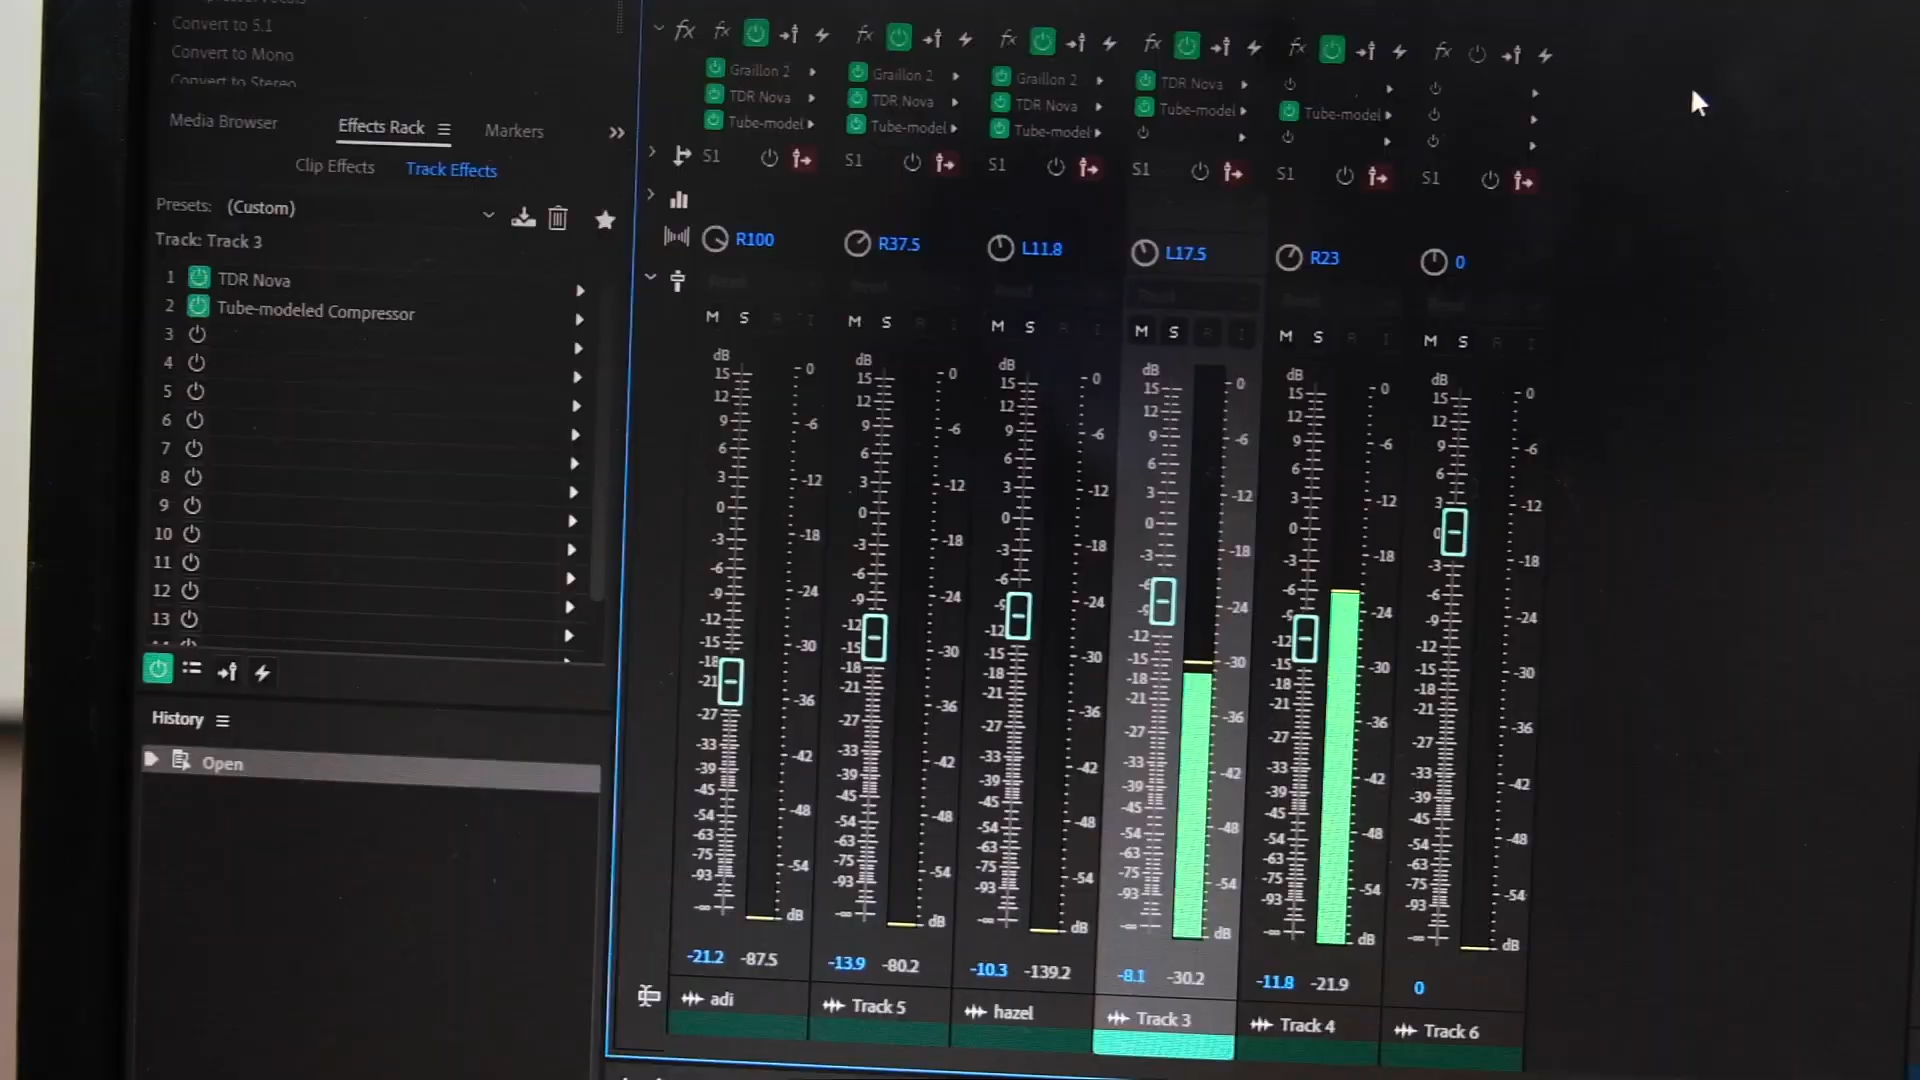 Convert to 5.1
Convert to Mono
Convert to Stereo
Media Browser Effects Rack Markers
Clip Effects Track Effects
Presets: (Custom)
Track: Track 3
1 TDR Nova
2 Tube-modeled Compressor
3
4
5
6
7
8
9
10
11
12
13
History
Open
fx fx fx fx fx fx fx
Graillon 2 Graillon 2 Graillon 2 TDR Nova
TDR Nova TDR Nova TDR Nova Tube-model Tube-model
Tube-model Tube-model Tube-model
S1 S1 S1 S1 S1 S1
R100 R37.5 L11.8 L17.5 R23 0
M S R I M S R I M S R I M S R I M S R I M S R I
dB dB dB dB dB dB
15 0 15 0 15 0 15 0 15 0 15 0
12 12 12 12 12 12
9 -6 9 -6 9 -6 9 -6 9 -6 9 -6
6 6 6 6 6 6
3 -12 3 -12 3 -12 3 -12 3 -12 3 -12
0 0 0 0 0 0
-3 -18 -3 -18 -3 -18 -3 -18 -3 -18 -3 -18
-6 -6 -6 -6 -6 -6
-9 -24 -9 -24 -9 -24 -9 -24 -9 -24 -9 -24
-12 -12 -12 -12 -12 -12
-15 -30 -15 -30 -15 -30 -15 -30 -15 -30 -15 -30
-18 -18 -18 -18 -18 -18
-21 -36 -21 -36 -21 -36 -21 -36 -21 -36 -21 -36
-27 -27 -27 -27 -27 -27
-33 -42 -33 -42 -33 -42 -33 -42 -33 -42 -33 -42
-39 -39 -39 -39 -39 -39
-45 -48 -45 -48 -45 -48 -45 -48 -45 -48 -45 -48
-54 -54 -54 -54 -54 -54
-63 -63 -63 -63 -63 -63
-75 -54 -75 -54 -75 -54 -75 -54 -75 -54 -75 -54
-93 -93 -93 -93 -93 -93
-∞ dB -∞ dB -∞ dB -∞ dB -∞ dB -∞ dB
-21.2 -87.5 -13.9 -80.2 -10.3 -139.2 -8.1 -30.2 -11.8 -21.9 0
adi Track 5 hazel Track 3 Track 4 Track 6